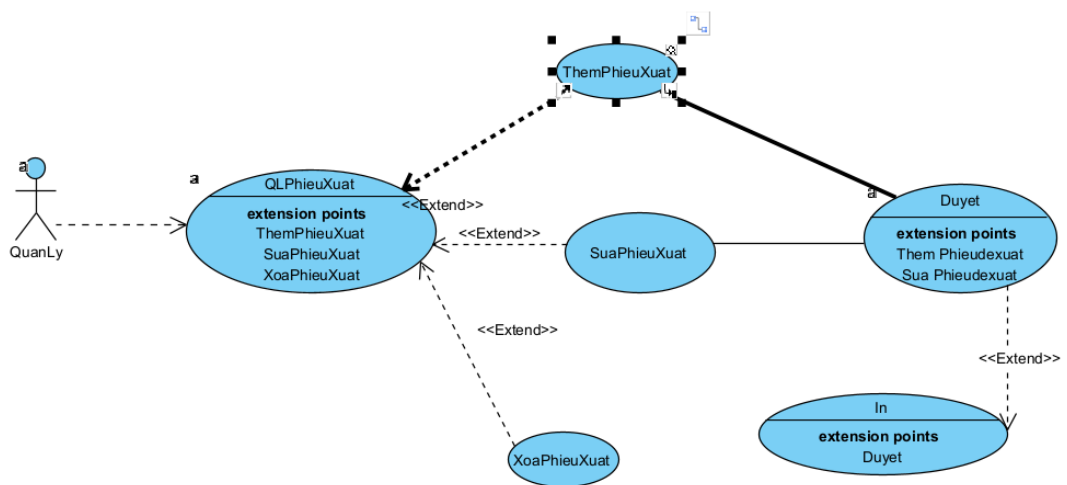 ThemPhieuXuat
a
QuanLy
a
QLPhieuXuat
extension points
ThemPhieuXuat
SuaPhieuXuat
XoaPhieuXuat
<<Extend>>
<<Extend>>
SuaPhieuXuat
a
Duyet
extension points
Them Phieudexuat
Sua Phieudexuat
<<Extend>>
<<Extend>>
In
extension points
Duyet
XoaPhieuXuat